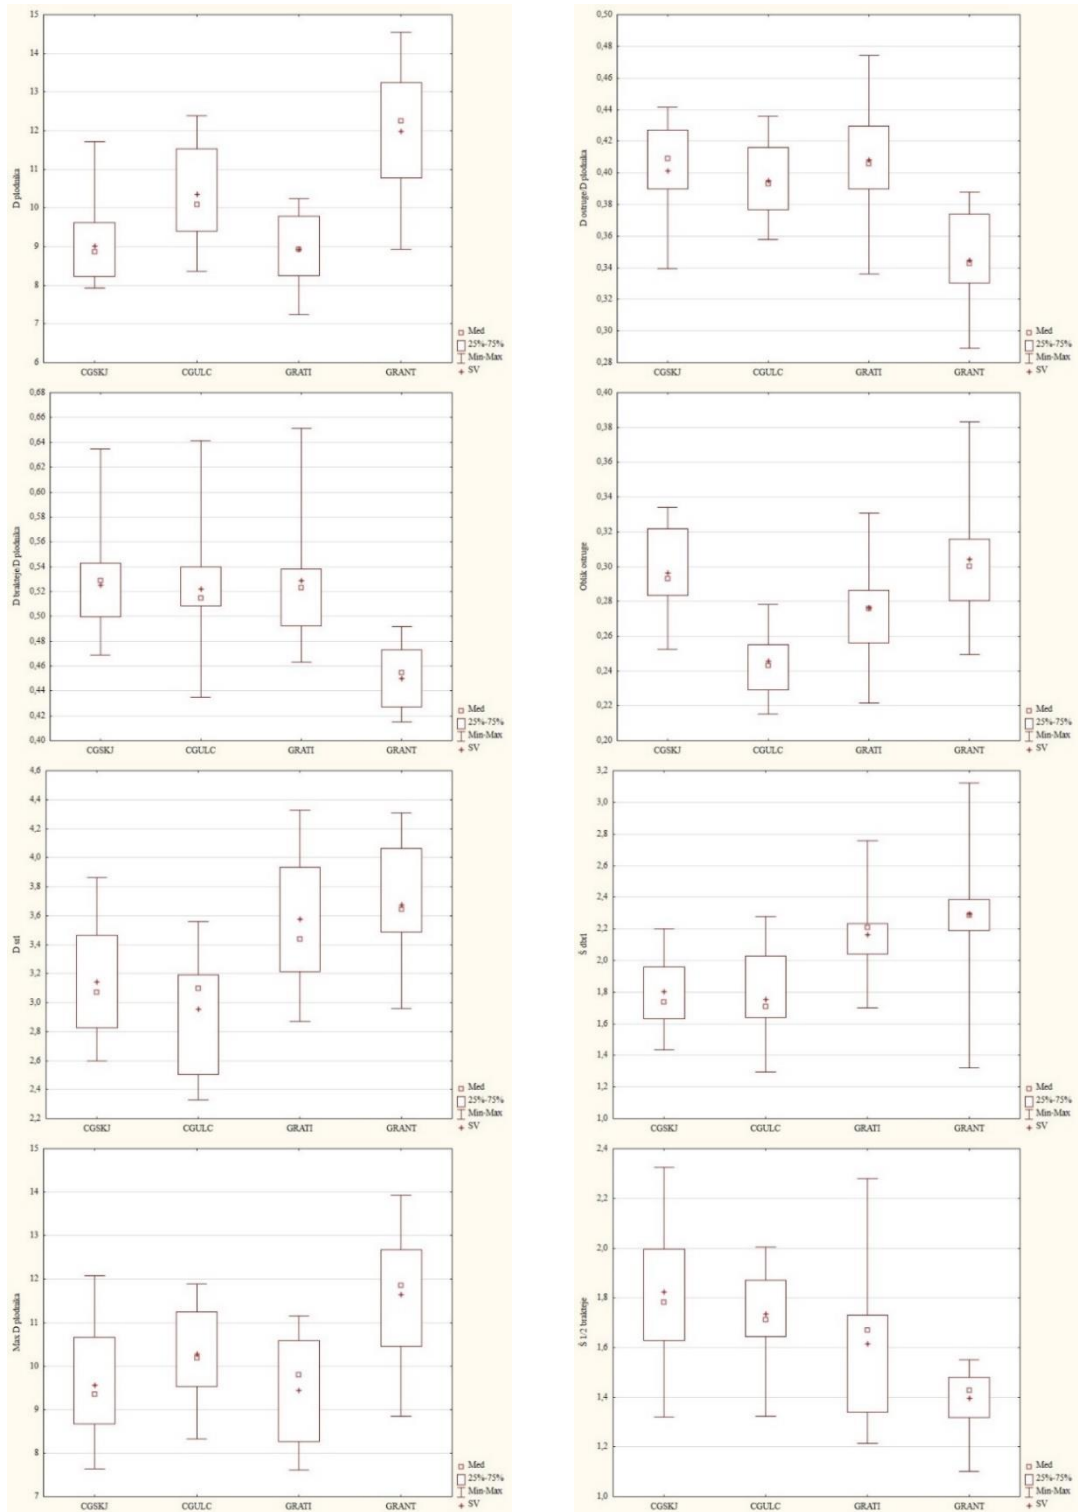 D plodnika
15
14
13
12
11
10
9
8
7
6
CGSKJ CGULC GRATI GRANT
Med
25%-75%
Min-Max
SV
D ostruge/D plodnika
0,50
0,48
0,46
0,44
0,42
0,40
0,38
0,36
0,34
0,32
0,30
0,28
CGSKJ CGULC GRATI GRANT
Med
25%-75%
Min-Max
SV
D brakteje/D plodnika
0,68
0,66
0,64
0,62
0,60
0,58
0,56
0,54
0,52
0,50
0,48
0,46
0,44
0,42
0,40
CGSKJ CGULC GRATI GRANT
Med
25%-75%
Min-Max
SV
Oblik ostruge
0,40
0,38
0,36
0,34
0,32
0,30
0,28
0,26
0,24
0,22
0,20
CGSKJ CGULC GRATI GRANT
Med
25%-75%
Min-Max
SV
4,6
4,4
4,2
4,0
3,8
3,6
3,4
3,2
3,0
2,8
2,6
2,4
2,2
CGSKJ CGULC GRATI GRANT
Med
25%-75%
Min-Max
SV
Š dbrl
3,2
3,0
2,8
2,6
2,4
2,2
2,0
1,8
1,6
1,4
1,2
1,0
CGSKJ CGULC GRATI GRANT
Med
25%-75%
Min-Max
SV
Max D plodnika
15
14
13
12
11
10
9
8
7
CGSKJ CGULC GRATI GRANT
Med
25%-75%
Min-Max
SV
Š 1/2 brakteje
2,4
2,2
2,0
1,8
1,6
1,4
1,2
1,0
CGSKJ CGULC GRATI GRANT
Med
25%-75%
Min-Max
SV